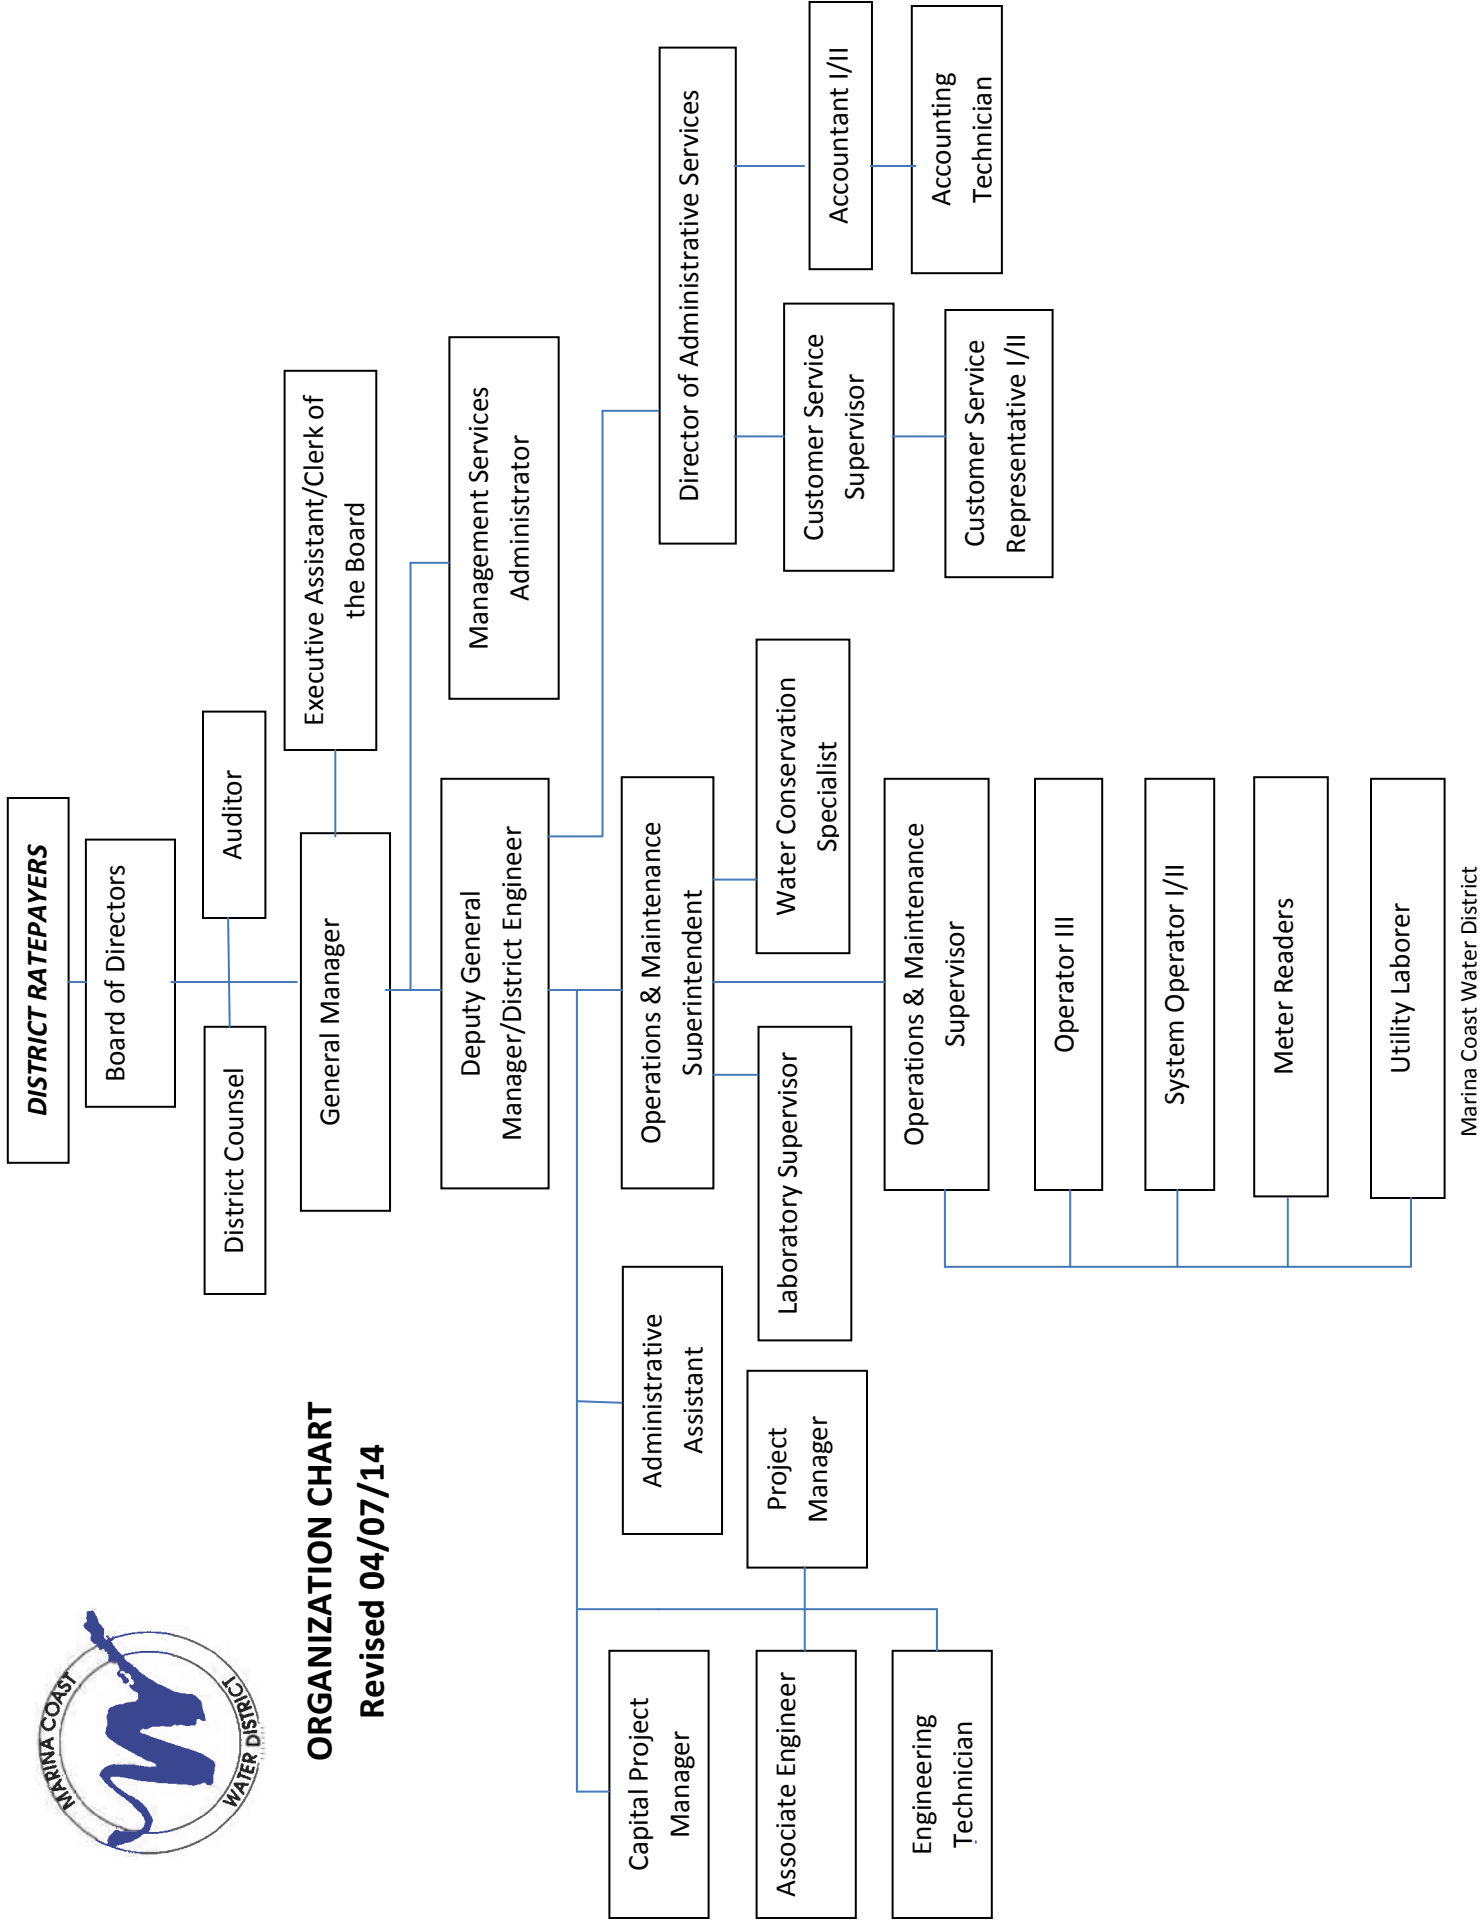 MARINA COAST
WATER DISTRICT
ORGANIZATION CHART
Revised 04/07/14
DISTRICT RATEPAYERS
Board of Directors
District Counsel
Auditor
General Manager
Executive Assistant/Clerk of
the Board
Deputy General
Manager/District Engineer
Management Services
Administrator
Capital Project
Manager
Administrative
Assistant
Operations & Maintenance
Superintendent
Director of Administrative Services
Associate Engineer
Project
Manager
Laboratory Supervisor
Water Conservation
Specialist
Customer Service
Supervisor
Accountant I/II
Engineering
Technician
Operations & Maintenance
Supervisor
Customer Service
Representative I/II
Accounting
Technician
Operator III
System Operator I/II
Meter Readers
Utility Laborer
Marina Coast Water District